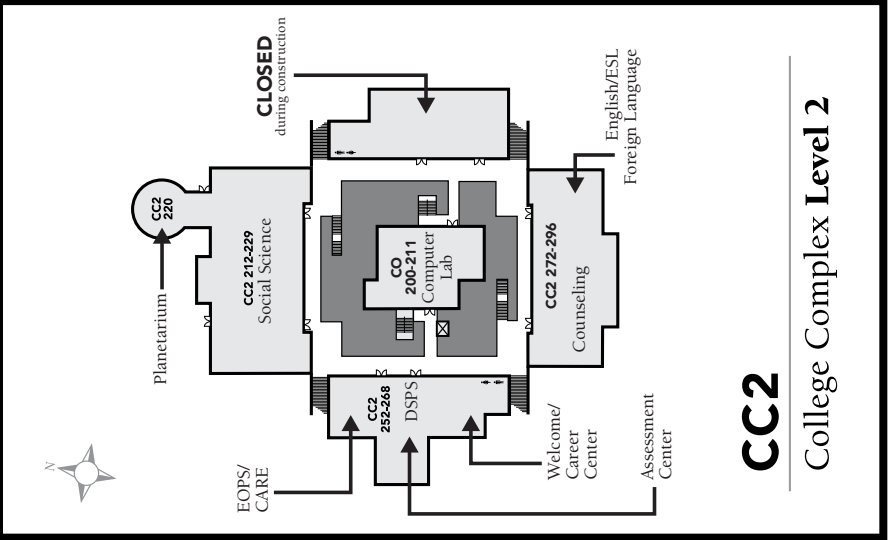 CC2
College Complex Level 2
N
EOPS/
CARE
Planetarium
CLOSED
during construction
CC2
220
CC2 212-229
Social Science
CC2
252-268
DSPS
CO
200-211
Computer
Lab
CC2 272-296
Counseling
English/ESL
Foreign Language
Welcome/
Career
Center
Assessment
Center